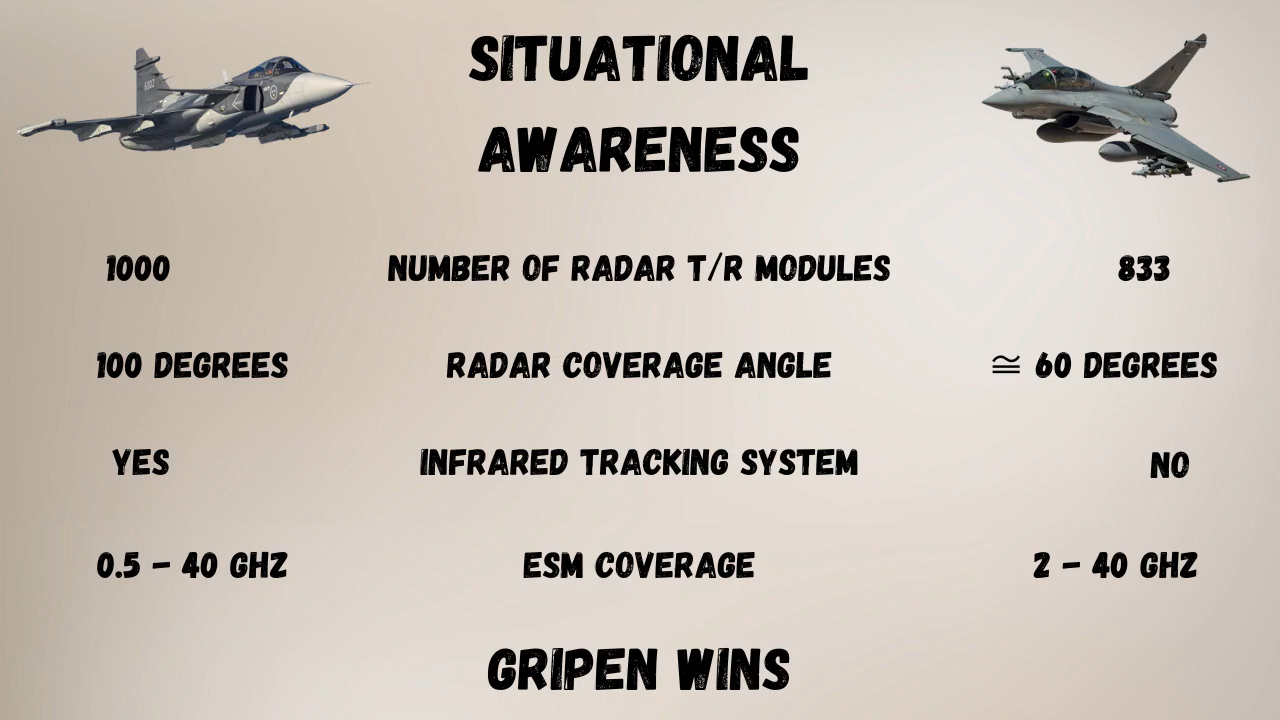 SITUATIONAL
AWARENESS
1000 NUMBER OF RADAR T/R MODULES 833
100 DEGREES RADAR COVERAGE ANGLE ≅ 60 DEGREES
YES INFRARED TRACKING SYSTEM NO
0.5 – 40 GHZ ESM COVERAGE 2 – 40 GHZ
GRIPEN WINS